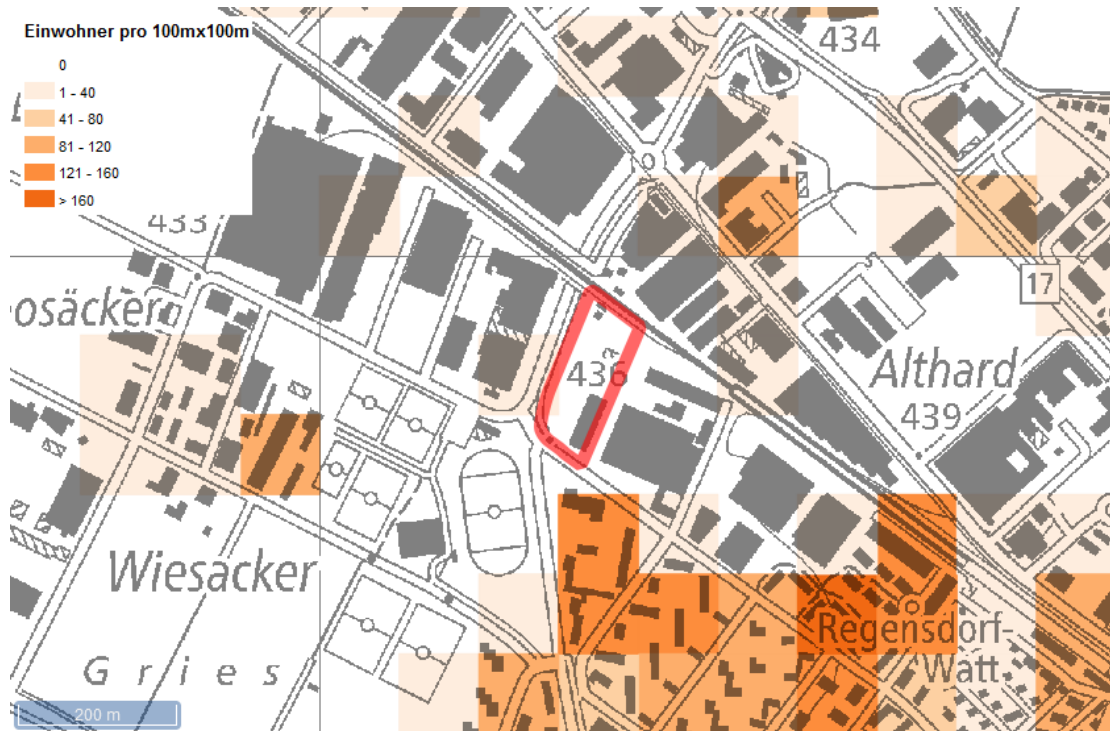 Einwohner pro 100mx100m
0
1 - 40
41 - 80
81 - 120
121 - 160
> 160
434
433
17
osäcker
436
Althard
439
Wiesacker
Regensdorf-
Watt
Gries
200 m